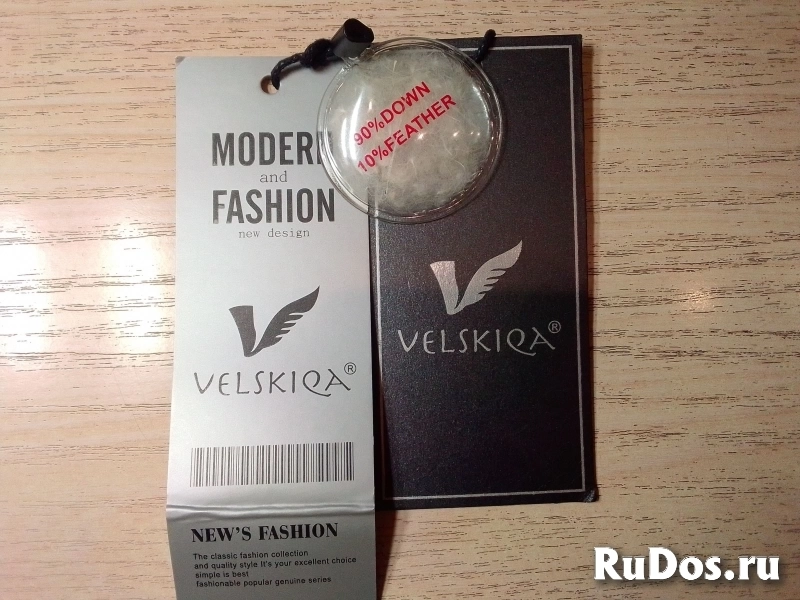 90%DOWN
10%FEATHER
MODERN
and
FASHION
new design
VELSKIQA®
NEW'S FASHION
The classic fashion collection
and quality style It's your excellent choice
simple is best
fashionable popular genuine series
VELSKIQA®
RuDos.ru